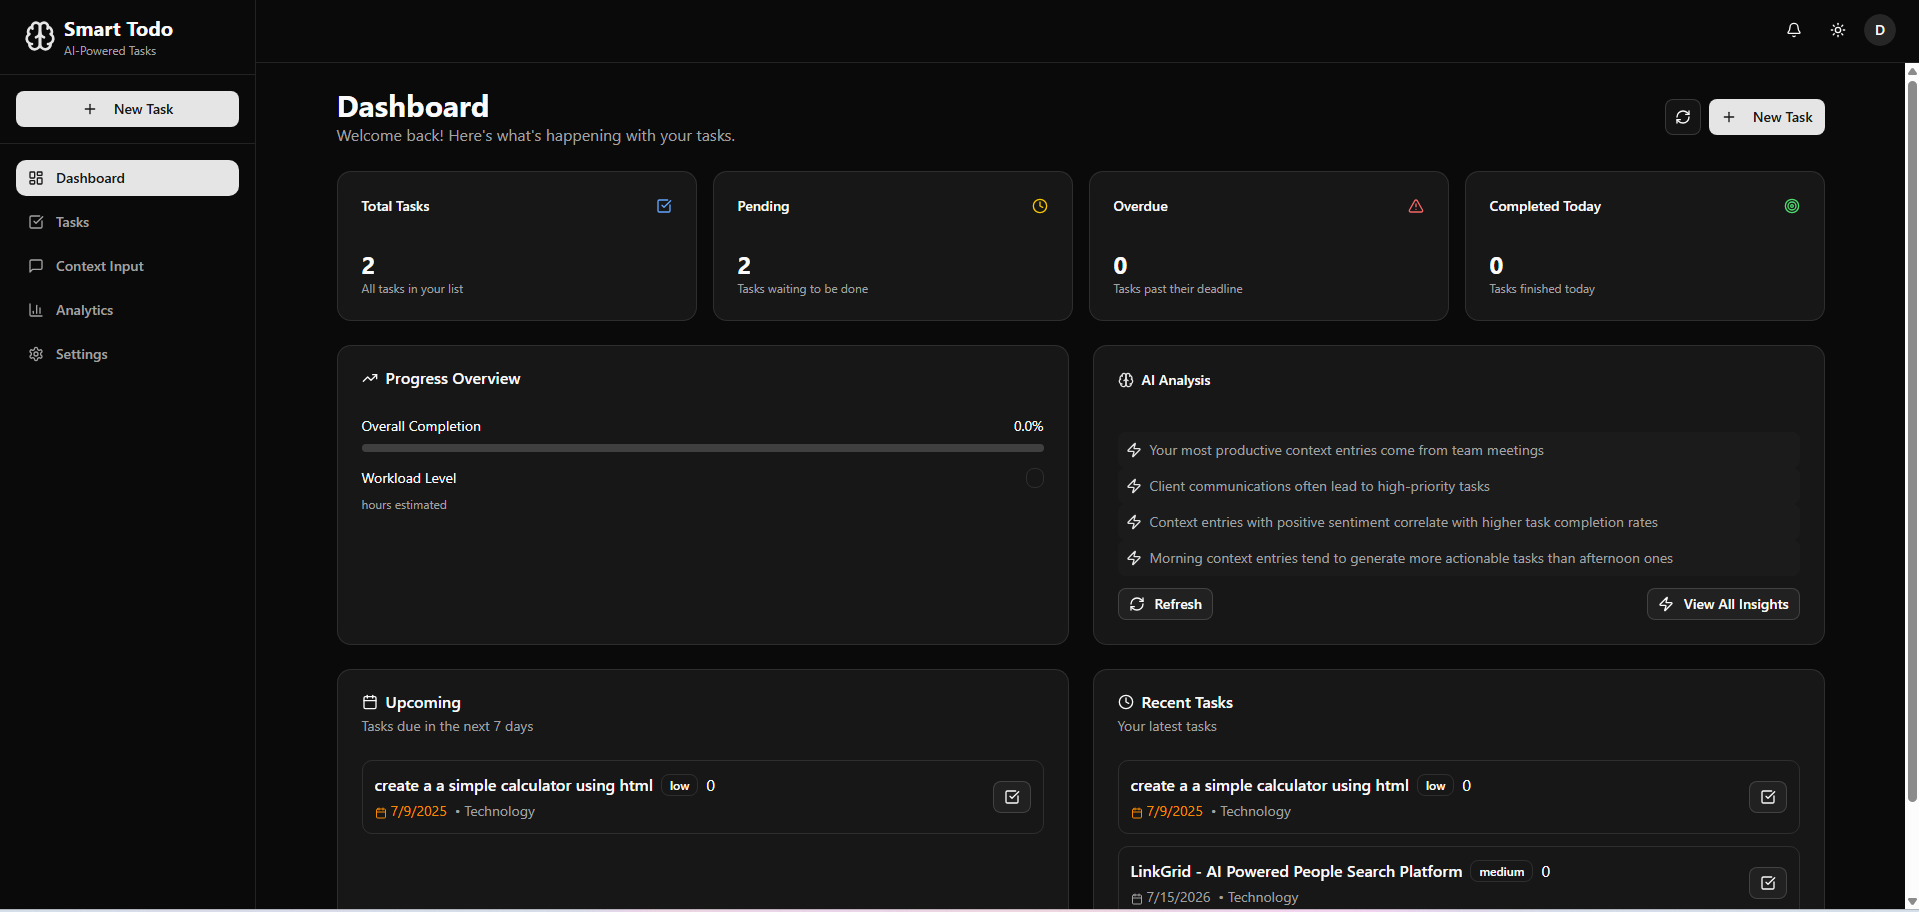 Smart Todo
AI-Powered Tasks
New Task
Dashboard
Tasks
Context Input
Analytics
Settings
D
Dashboard
Welcome back! Here's what's happening with your tasks.
New Task
Total Tasks
2
All tasks in your list
Pending
2
Tasks waiting to be done
Overdue
0
Tasks past their deadline
Completed Today
0
Tasks finished today
Progress Overview
Overall Completion 0.0%
Workload Level
hours estimated
AI Analysis
Your most productive context entries come from team meetings
Client communications often lead to high-priority tasks
Context entries with positive sentiment correlate with higher task completion rates
Morning context entries tend to generate more actionable tasks than afternoon ones
Refresh
View All Insights
Upcoming
Tasks due in the next 7 days
create a a simple calculator using html low 0
7/9/2025 • Technology
Recent Tasks
Your latest tasks
create a a simple calculator using html low 0
7/9/2025 • Technology
LinkGrid - AI Powered People Search Platform medium 0
7/15/2026 • Technology